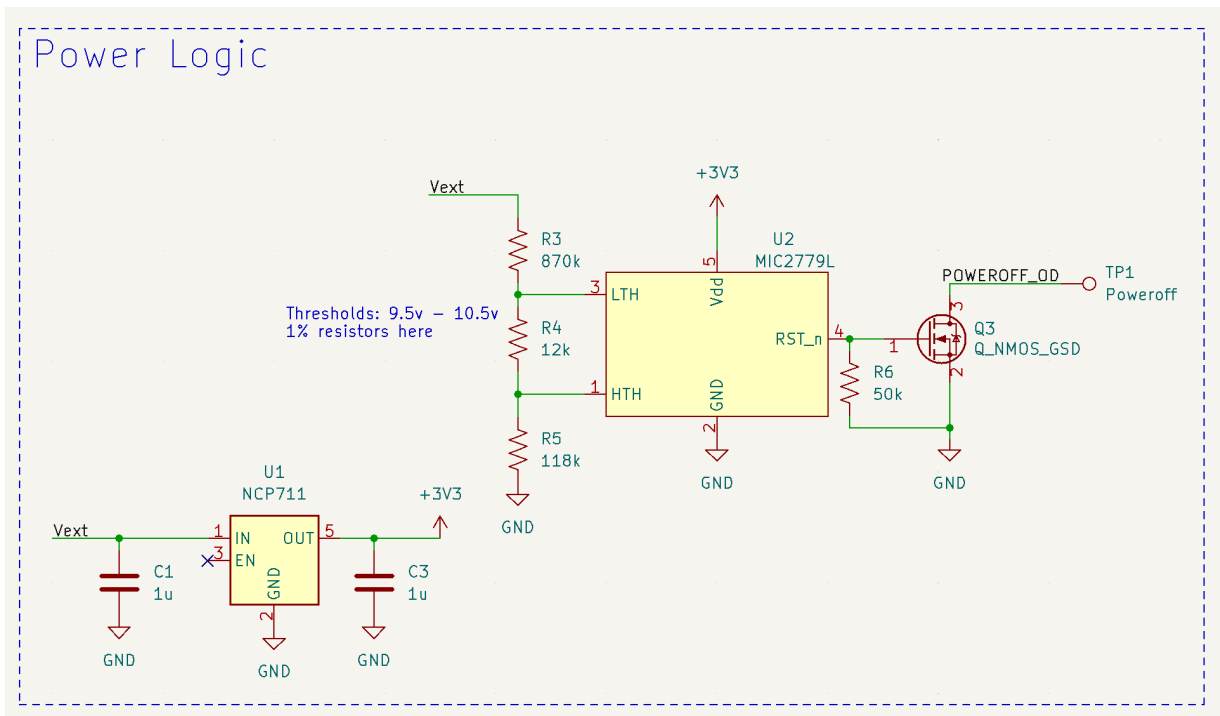 Power Logic
+3V3
Vext
R3
870k
U2
MIC2779L
5
Vdd
3
LTH
POWEROFF_OD
TP1
Poweroff
Thresholds: 9.5v - 10.5v
1% resistors here
R4
12k
RST_n
4
1
3
Q3
Q_NMOS_GSD
2
R6
50k
1
HTH
GND
2
GND
GND
R5
118k
GND
U1
NCP711
+3V3
Vext
1
IN
OUT
5
3
EN
GND
2
C1
1u
C3
1u
GND
GND
GND